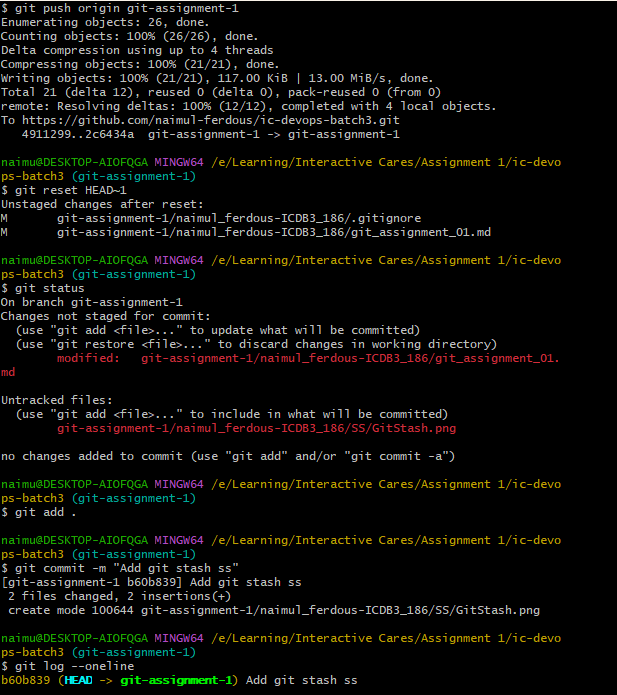 $ git push origin git-assignment-1
Enumerating objects: 26, done.
Counting objects: 100% (26/26), done.
Delta compression using up to 4 threads
Compressing objects: 100% (21/21), done.
Writing objects: 100% (21/21), 117.00 KiB | 13.00 MiB/s, done.
Total 21 (delta 12), reused 0 (delta 0), pack-reused 0 (from 0)
remote: Resolving deltas: 100% (12/12), completed with 4 local objects.
To https://github.com/naimul-ferdous/ic-devops-batch3.git
   4911299..2c6434a  git-assignment-1 -> git-assignment-1

naimu@DESKTOP-AIOFQGA MINGW64 /e/Learning/Interactive Cares/Assignment 1/ic-devo
ps-batch3 (git-assignment-1)
$ git reset HEAD~1
Unstaged changes after reset:
M       git-assignment-1/naimul_ferdous-ICDB3_186/.gitignore
M       git-assignment-1/naimul_ferdous-ICDB3_186/git_assignment_01.md

naimu@DESKTOP-AIOFQGA MINGW64 /e/Learning/Interactive Cares/Assignment 1/ic-devo
ps-batch3 (git-assignment-1)
$ git status
On branch git-assignment-1
Changes not staged for commit:
  (use "git add <file>..." to update what will be committed)
  (use "git restore <file>..." to discard changes in working directory)
        modified:   git-assignment-1/naimul_ferdous-ICDB3_186/git_assignment_01.
md

Untracked files:
  (use "git add <file>..." to include in what will be committed)
        git-assignment-1/naimul_ferdous-ICDB3_186/SS/GitStash.png

no changes added to commit (use "git add" and/or "git commit -a")

naimu@DESKTOP-AIOFQGA MINGW64 /e/Learning/Interactive Cares/Assignment 1/ic-devo
ps-batch3 (git-assignment-1)
$ git add .

naimu@DESKTOP-AIOFQGA MINGW64 /e/Learning/Interactive Cares/Assignment 1/ic-devo
ps-batch3 (git-assignment-1)
$ git commit -m "Add git stash ss"
[git-assignment-1 b60b839] Add git stash ss
 2 files changed, 2 insertions(+)
 create mode 100644 git-assignment-1/naimul_ferdous-ICDB3_186/SS/GitStash.png

naimu@DESKTOP-AIOFQGA MINGW64 /e/Learning/Interactive Cares/Assignment 1/ic-devo
ps-batch3 (git-assignment-1)
$ git log --oneline
b60b839 (HEAD -> git-assignment-1) Add git stash ss